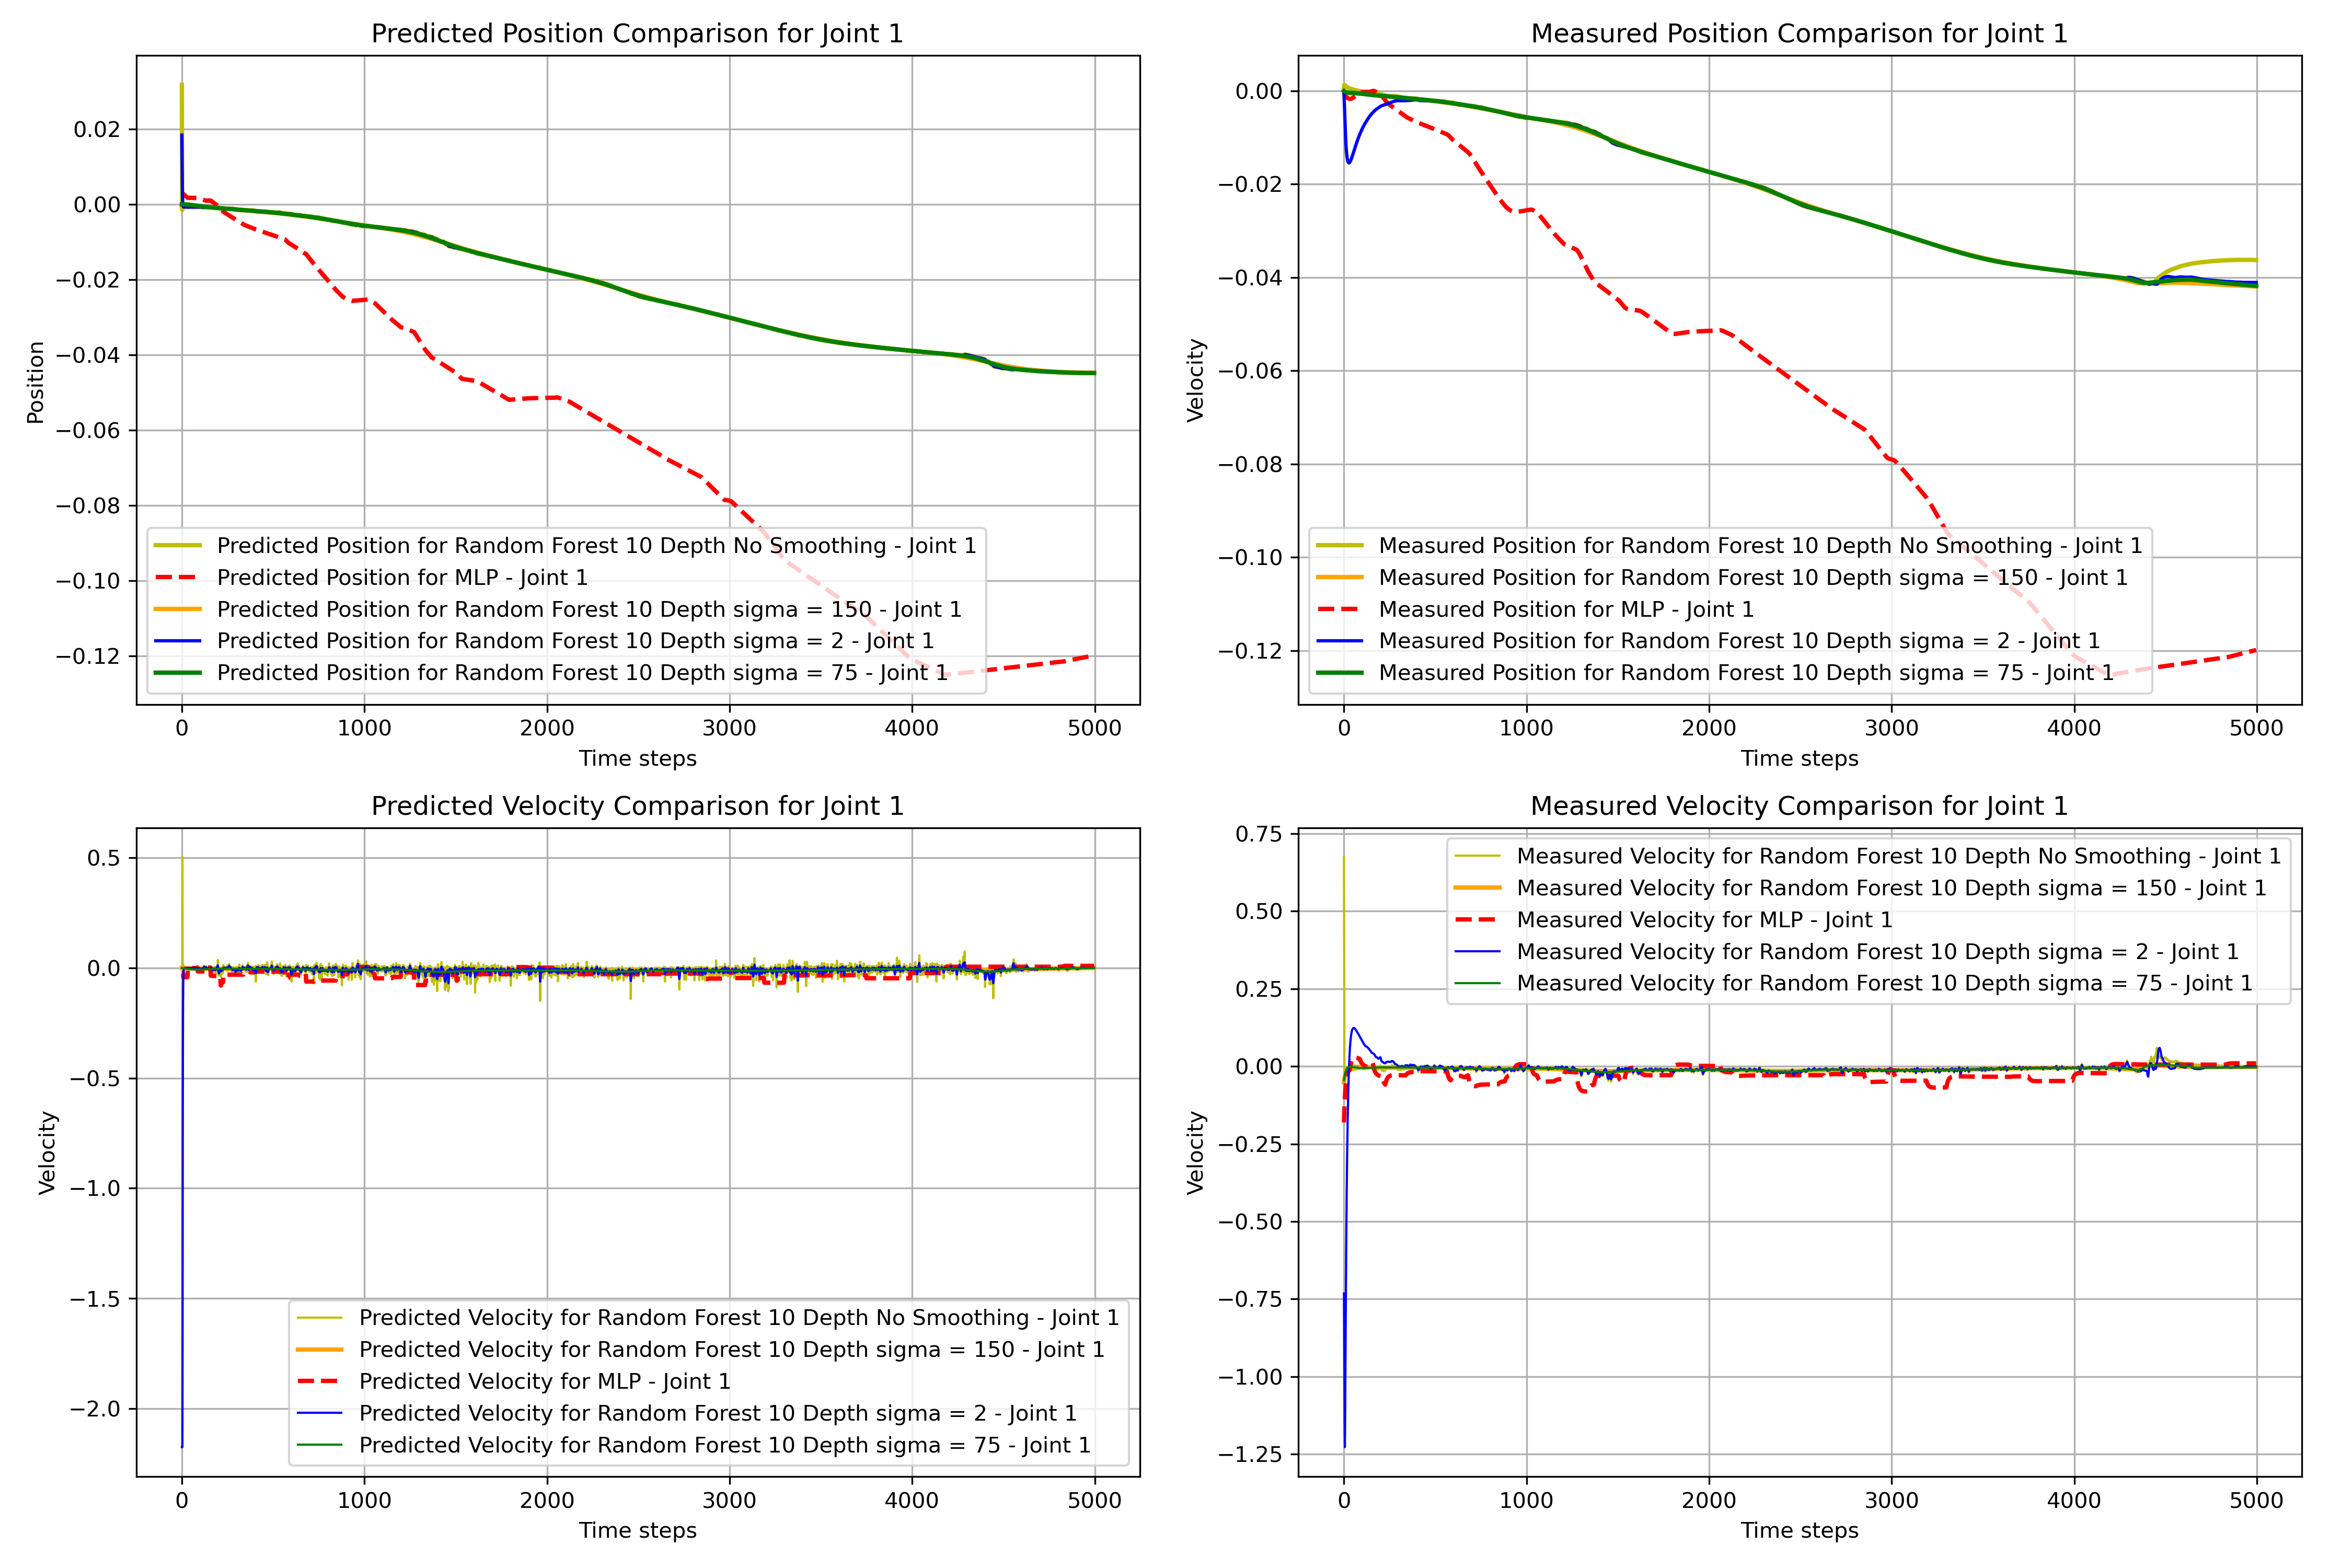 Predicted Position Comparison for Joint 1
Position
0.02
0.00
−0.02
−0.04
−0.06
−0.08
−0.10
−0.12
Predicted Position for Random Forest 10 Depth No Smoothing - Joint 1
Predicted Position for MLP - Joint 1
Predicted Position for Random Forest 10 Depth sigma = 150 - Joint 1
Predicted Position for Random Forest 10 Depth sigma = 2 - Joint 1
Predicted Position for Random Forest 10 Depth sigma = 75 - Joint 1
0 1000 2000 3000 4000 5000
Time steps
Measured Position Comparison for Joint 1
Velocity
0.00
−0.02
−0.04
−0.06
−0.08
−0.10
−0.12
Measured Position for Random Forest 10 Depth No Smoothing - Joint 1
Measured Position for Random Forest 10 Depth sigma = 150 - Joint 1
Measured Position for MLP - Joint 1
Measured Position for Random Forest 10 Depth sigma = 2 - Joint 1
Measured Position for Random Forest 10 Depth sigma = 75 - Joint 1
0 1000 2000 3000 4000 5000
Time steps
Predicted Velocity Comparison for Joint 1
Velocity
0.5
0.0
−0.5
−1.0
−1.5
−2.0
Predicted Velocity for Random Forest 10 Depth No Smoothing - Joint 1
Predicted Velocity for Random Forest 10 Depth sigma = 150 - Joint 1
Predicted Velocity for MLP - Joint 1
Predicted Velocity for Random Forest 10 Depth sigma = 2 - Joint 1
Predicted Velocity for Random Forest 10 Depth sigma = 75 - Joint 1
0 1000 2000 3000 4000 5000
Time steps
Measured Velocity Comparison for Joint 1
Velocity
0.75
0.50
0.25
0.00
−0.25
−0.50
−0.75
−1.00
−1.25
Measured Velocity for Random Forest 10 Depth No Smoothing - Joint 1
Measured Velocity for Random Forest 10 Depth sigma = 150 - Joint 1
Measured Velocity for MLP - Joint 1
Measured Velocity for Random Forest 10 Depth sigma = 2 - Joint 1
Measured Velocity for Random Forest 10 Depth sigma = 75 - Joint 1
0 1000 2000 3000 4000 5000
Time steps